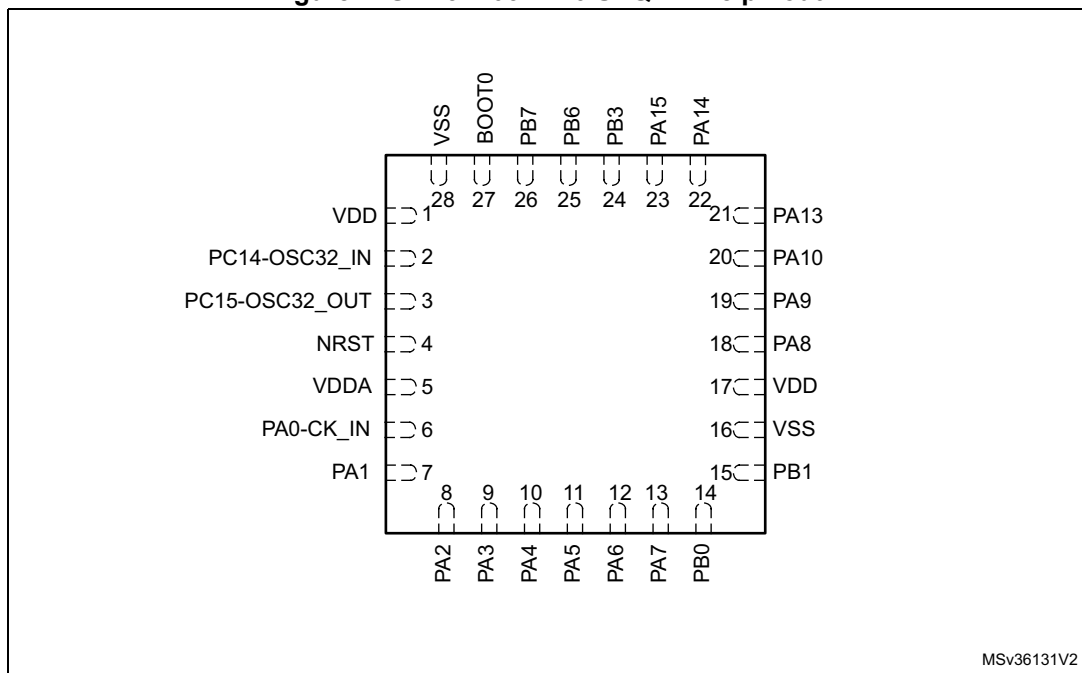 VSS
BOOT0
PB7
PB6
PB3
PA15
PA14
28 27 26 25 24 23 22
VDD 1
21 PA13
PC14-OSC32_IN 2
20 PA10
PC15-OSC32_OUT 3
19 PA9
NRST 4
18 PA8
VDDA 5
17 VDD
PA0-CK_IN 6
16 VSS
PA1 7
15 PB1
8 9 10 11 12 13 14
PA2
PA3
PA4
PA5
PA6
PA7
PB0
MSv36131V2